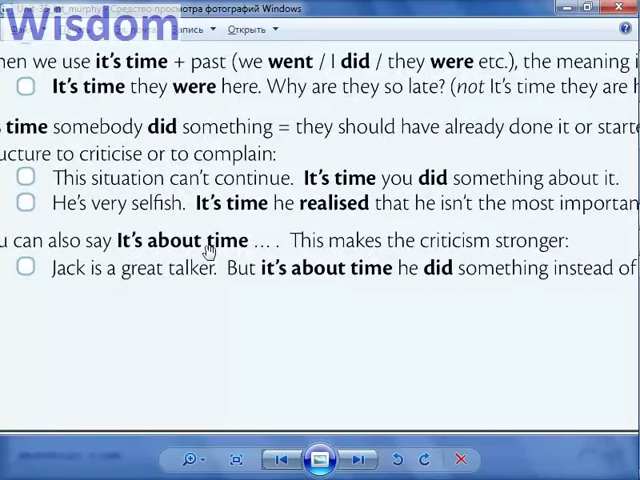 Wisdom
Средство просмотра фотографий Windows
запись Открыть
hen we use it's time + past (we went / I did / they were etc.), the meaning i
It's time they were here. Why are they so late? (not It's time they are h
s time somebody did something = they should have already done it or starte
ucture to criticise or to complain:
This situation can't continue. It's time you did something about it.
He's very selfish. It's time he realised that he isn't the most importan
u can also say It's about time ... . This makes the criticism stronger:
Jack is a great talker. But it's about time he did something instead of